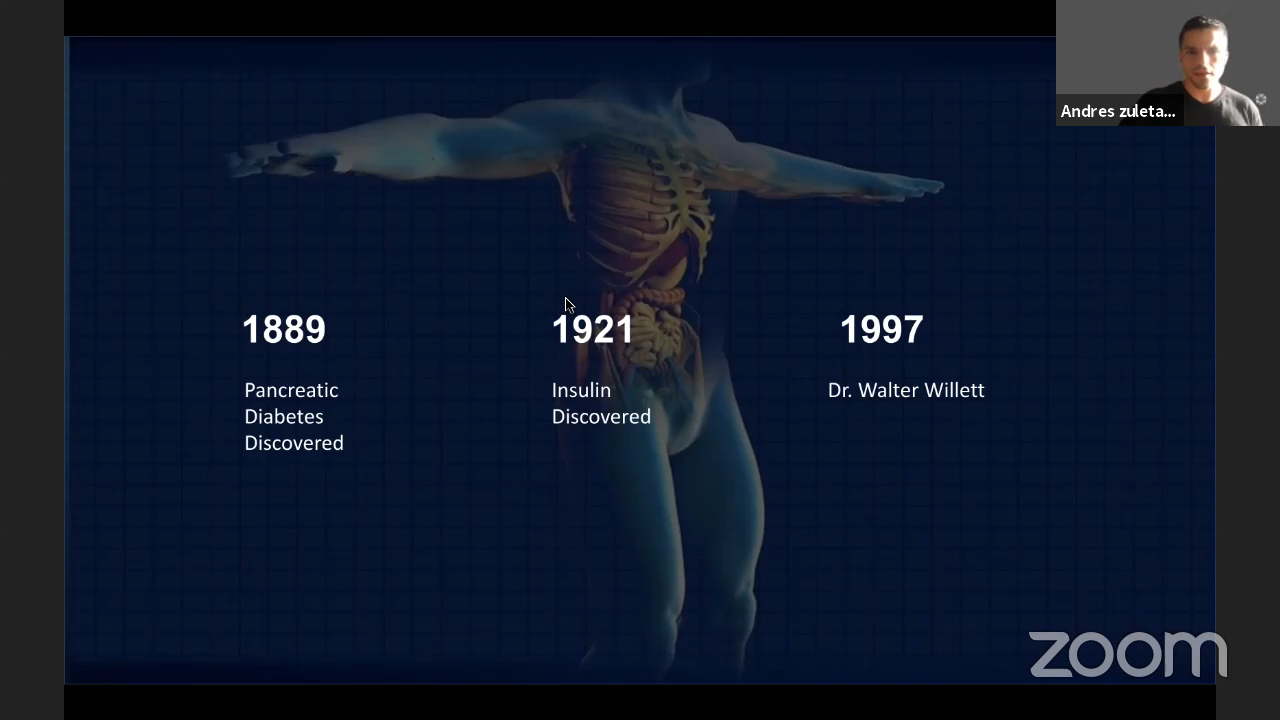 Andres zuleta...
1889
Pancreatic
Diabetes
Discovered
1921
Insulin
Discovered
1997
Dr. Walter Willett
zoom